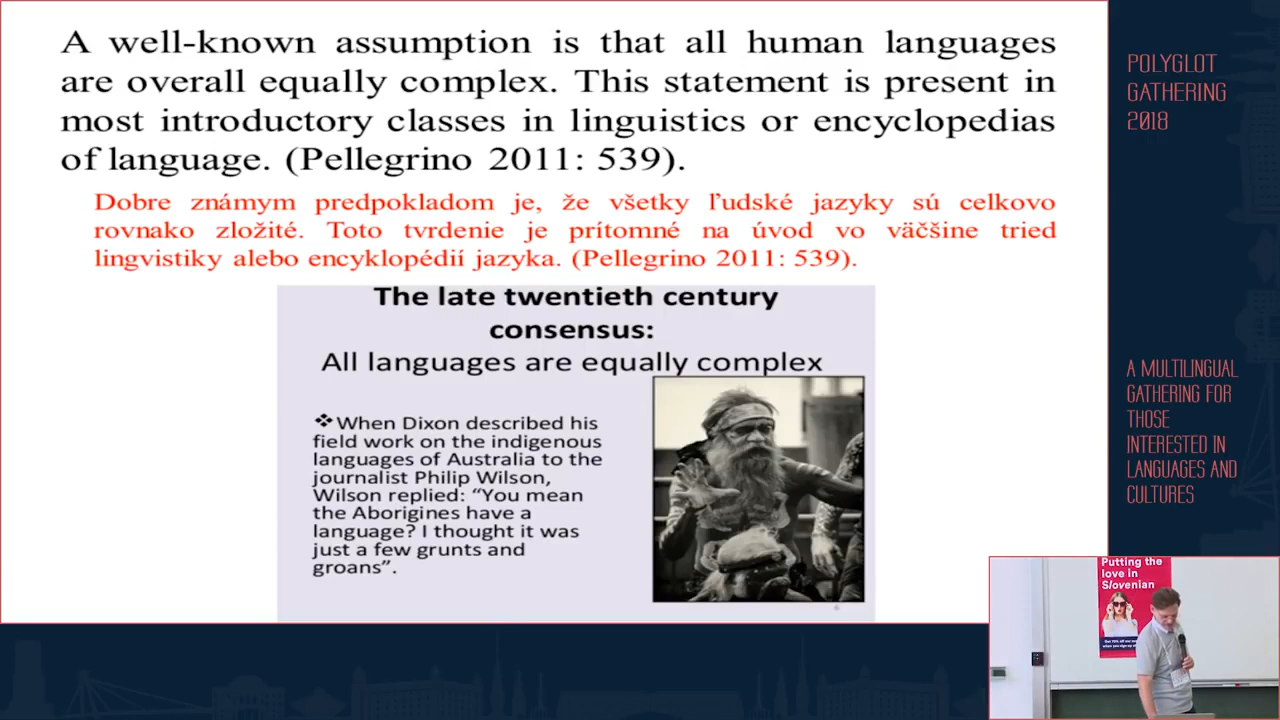 A well-known assumption is that all human languages
are overall equally complex. This statement is present in
most introductory classes in linguistics or encyclopedias
of language. (Pellegrino 2011: 539).
Dobre známym predpokladom je, že všetky ľudské jazyky sú celkovo
rovnako zložité. Toto tvrdenie je prítomné na úvod vo väčšine tried
lingvistiky alebo encyklopédií jazyka. (Pellegrino 2011: 539).
The late twentieth century
consensus:
All languages are equally complex
❖When Dixon described his
field work on the indigenous
languages of Australia to the
journalist Philip Wilson,
Wilson replied: “You mean
the Aborigines have a
language? I thought it was
just a few grunts and
groans”.
6
POLYGLOT
GATHERING
2018
A MULTILINGUAL
GATHERING FOR
THOSE
INTERESTED IN
LANGUAGES AND
CULTURES
Putting the
love in
Slovenian